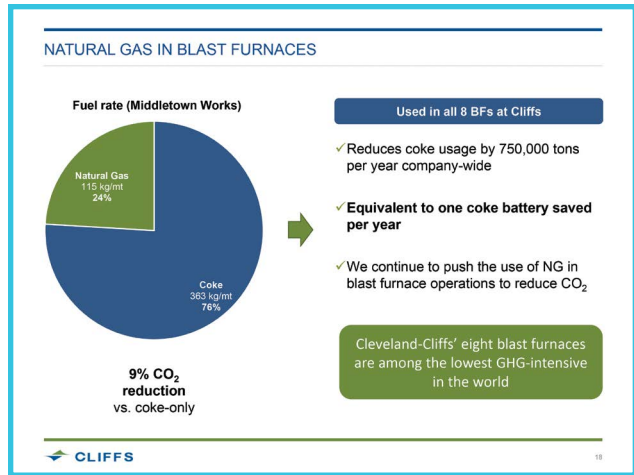 NATURAL GAS IN BLAST FURNACES
Fuel rate (Middletown Works)
Natural Gas
115 kg/mt
24%
Coke
363 kg/mt
76%
9% CO₂
reduction
vs. coke-only
Used in all 8 BFs at Cliffs
✓Reduces coke usage by 750,000 tons
per year company-wide
✓Equivalent to one coke battery saved
per year
✓We continue to push the use of NG in
blast furnace operations to reduce CO₂
Cleveland-Cliffs' eight blast furnaces
are among the lowest GHG-intensive
in the world
CLIFFS
18